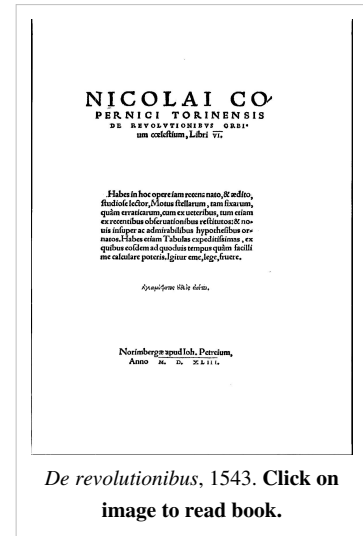 NICOLAI CO
PERNICI TORINENSIS
DE REVOLVTIONIBVS ORBI-
um cœlestium, Libri VI.
Habes in hoc opere iam recens nato, & ædito,
studiose lector, Motus stellarum, tam fixarum,
quàm erraticarum, cum ex ueteribus, tum etiam
ex recentibus obseruationibus restitutos: & no-
uis insuper ac admirabilibus hypothesibus or-
natos. Habes etiam Tabulas expeditissimas, ex
quibus eosdem ad quoduis tempus quàm facilli
me calculare poteris. Igitur eme, lege, fruere.
Norimbergæ apud Ioh. Petreium,
Anno M. D. XLIII.
De revolutionibus, 1543. Click on
image to read book.